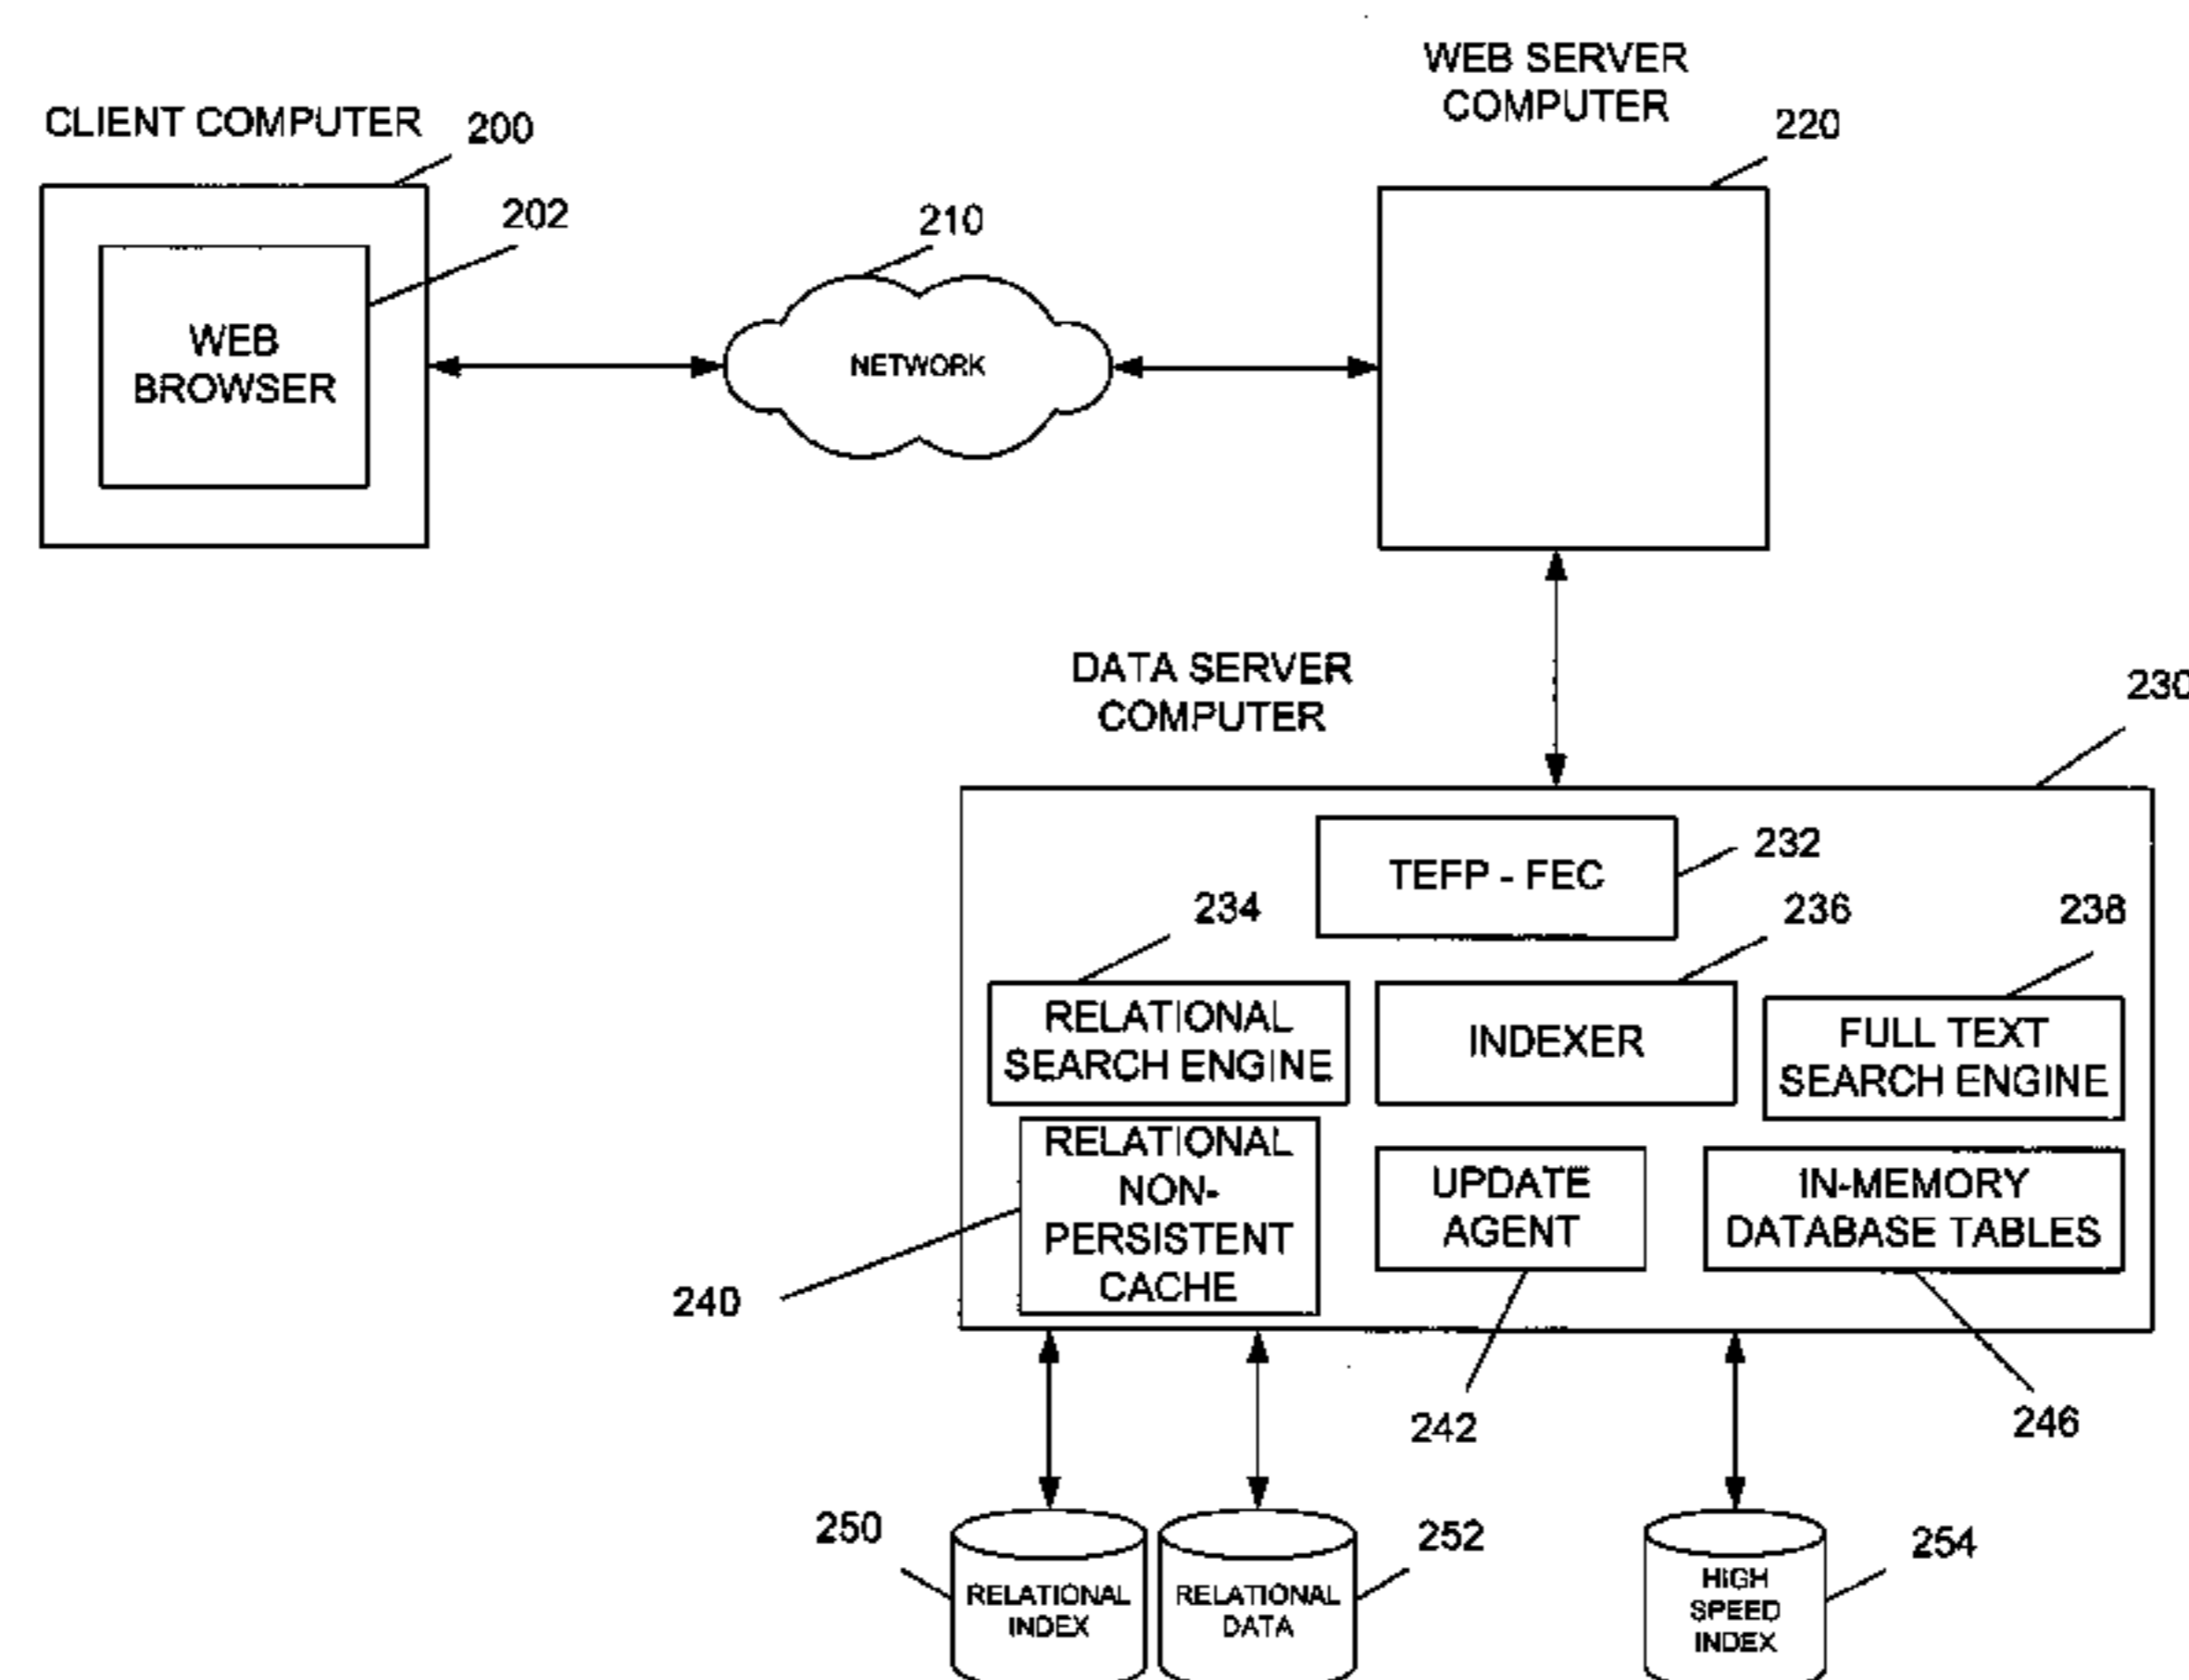 WEB SERVER
COMPUTER
CLIENT COMPUTER
200
220
202
210
WEB
BROWSER
NETWORK
DATA SERVER
COMPUTER
230
TEFP - FEC
232
234
236
238
RELATIONAL
SEARCH ENGINE
INDEXER
FULL TEXT
SEARCH ENGINE
RELATIONAL
NON-
PERSISTENT
CACHE
UPDATE
AGENT
IN-MEMORY
DATABASE TABLES
240
242
246
250
252
254
RELATIONAL
INDEX
RELATIONAL
DATA
HIGH
SPEED
INDEX